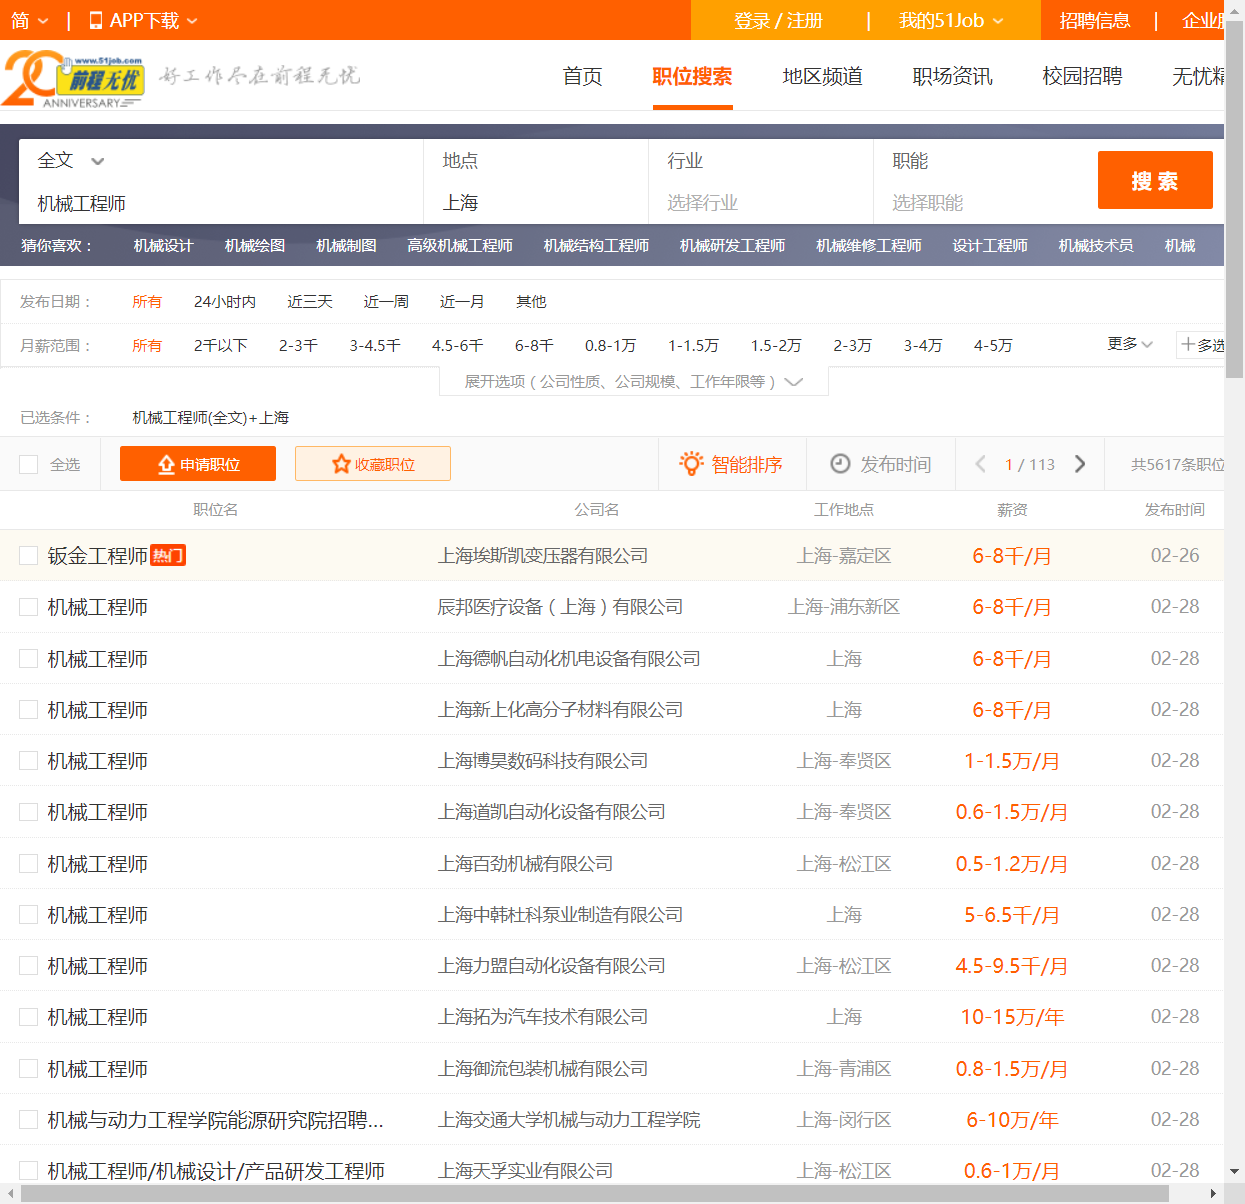 简 | APP下载 登录 / 注册 | 我的51Job 招聘信息 | 企业
www.51job.com
20 前程无忧 好工作尽在前程无忧 首页 职位搜索 地区频道 职场资讯 校园招聘 无忧精
ANNIVERSARY
全文 地点 行业 职能
机械工程师 上海 选择行业 选择职能 搜 索
猜你喜欢： 机械设计 机械绘图 机械制图 高级机械工程师 机械结构工程师 机械研发工程师 机械维修工程师 设计工程师 机械技术员 机械
发布日期： 所有 24小时内 近三天 近一周 近一月 其他
月薪范围： 所有 2千以下 2-3千 3-4.5千 4.5-6千 6-8千 0.8-1万 1-1.5万 1.5-2万 2-3万 3-4万 4-5万 更多 +多选
展开选项（公司性质、公司规模、工作年限等）
已选条件： 机械工程师(全文)+上海
全选 申请职位 收藏职位 智能排序 发布时间 1 / 113 共5617条职位
职位名 公司名 工作地点 薪资 发布时间
钣金工程师 热门 上海埃斯凯变压器有限公司 上海-嘉定区 6-8千/月 02-26
机械工程师 辰邦医疗设备（上海）有限公司 上海-浦东新区 6-8千/月 02-28
机械工程师 上海德帆自动化机电设备有限公司 上海 6-8千/月 02-28
机械工程师 上海新上化高分子材料有限公司 上海 6-8千/月 02-28
机械工程师 上海博昊数码科技有限公司 上海-奉贤区 1-1.5万/月 02-28
机械工程师 上海道凯自动化设备有限公司 上海-奉贤区 0.6-1.5万/月 02-28
机械工程师 上海百劲机械有限公司 上海-松江区 0.5-1.2万/月 02-28
机械工程师 上海中韩杜科泵业制造有限公司 上海 5-6.5千/月 02-28
机械工程师 上海力盟自动化设备有限公司 上海-松江区 4.5-9.5千/月 02-28
机械工程师 上海拓为汽车技术有限公司 上海 10-15万/年 02-28
机械工程师 上海御流包装机械有限公司 上海-青浦区 0.8-1.5万/月 02-28
机械与动力工程学院能源研究院招聘... 上海交通大学机械与动力工程学院 上海-闵行区 6-10万/年 02-28
机械工程师/机械设计/产品研发工程师 上海天孚实业有限公司 上海-松江区 0.6-1万/月 02-28